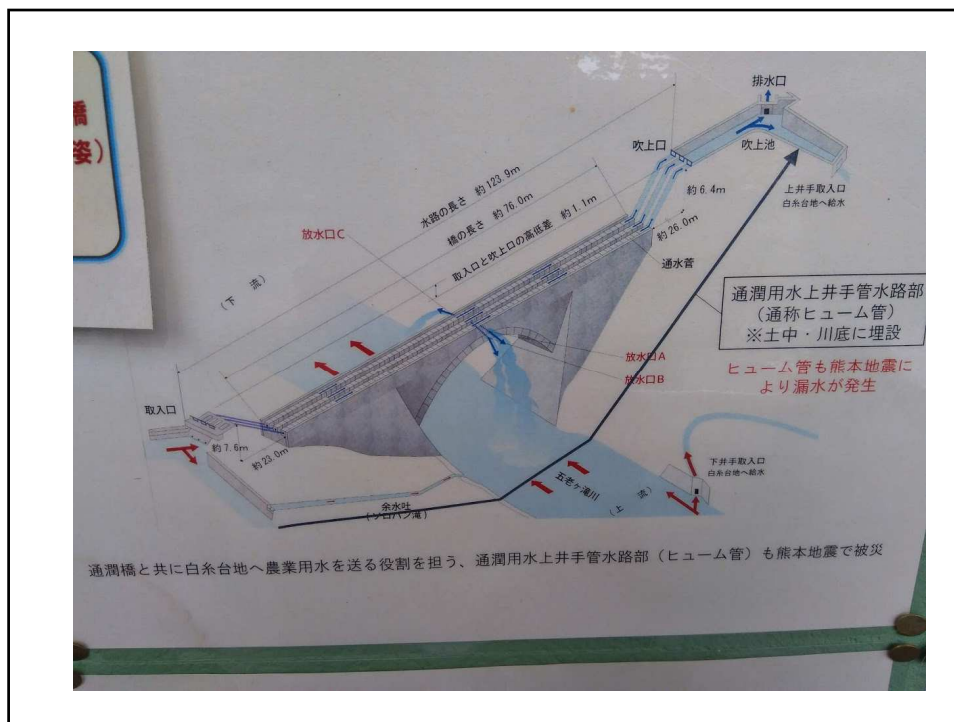 橋
姿)
排水口
吹上口
吹上池
水路の長さ 約123.9m
約6.4m
上井手取入口
白糸台地へ給水
橋の長さ 約76.0m
放水口C
取入口と吹上口の高低差 約1.1m
約26.0m
通水菅
(下 流)
通潤用水上井手管水路部
(通称ヒューム管)
※土中・川底に埋設
放水口A
放水口B
ヒューム管も熊本地震に
より漏水が発生
取入口
約7.6m
約23.0m
下井手取入口
白糸台地へ給水
五老ヶ滝川
(上 流)
余水吐
(ソロバン滝)
通潤橋と共に白糸台地へ農業用水を送る役割を担う、通潤用水上井手管水路部(ヒューム管)も熊本地震で被災